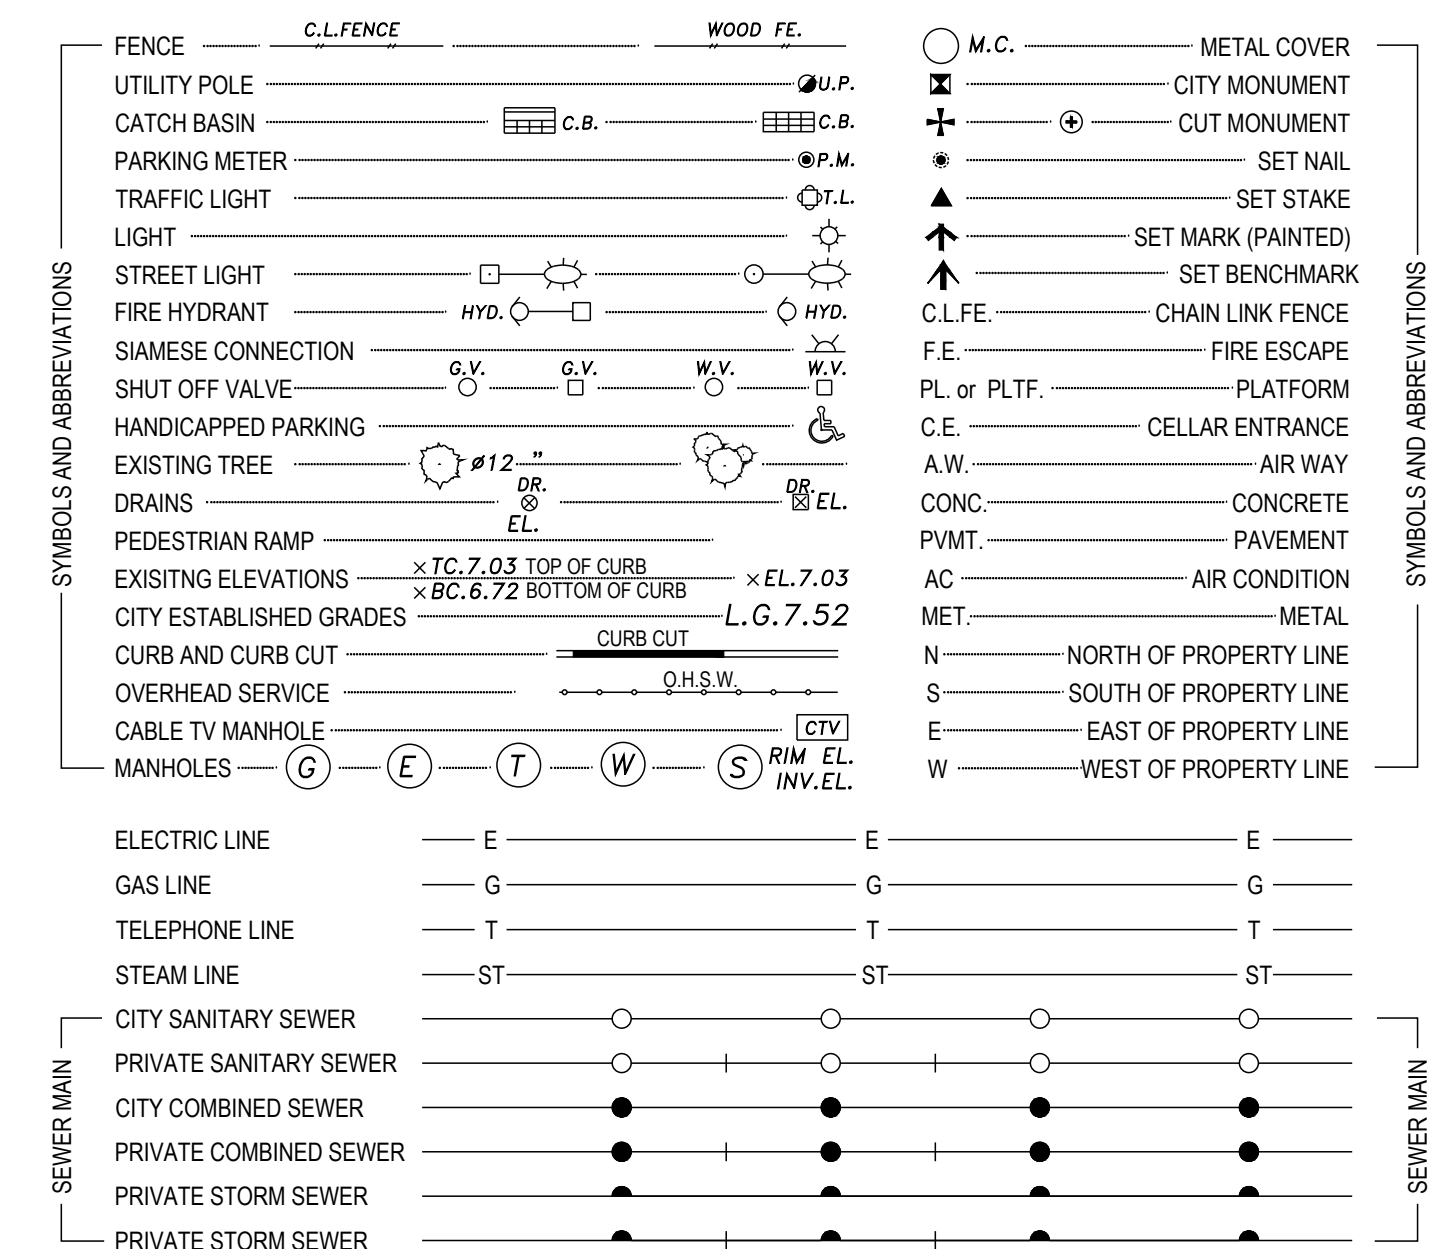 SYMBOLS AND ABBREVIATIONS
FENCE C.L.FENCE WOOD FE.
UTILITY POLE U.P.
CATCH BASIN C.B. C.B.
PARKING METER P.M.
TRAFFIC LIGHT T.L.
LIGHT
STREET LIGHT
FIRE HYDRANT HYD. HYD.
SIAMESE CONNECTION
SHUT OFF VALVE G.V. G.V. W.V. W.V.
HANDICAPPED PARKING
EXISTING TREE ø12 "
DRAINS DR. EL. DR. EL.
PEDESTRIAN RAMP
EXISITNG ELEVATIONS ×TC.7.03 TOP OF CURB ×EL.7.03
×BC.6.72 BOTTOM OF CURB
CITY ESTABLISHED GRADES L.G.7.52
CURB AND CURB CUT CURB CUT
OVERHEAD SERVICE O.H.S.W.
CABLE TV MANHOLE CTV
MANHOLES G E T W S RIM EL.
INV.EL.
M.C. METAL COVER
CITY MONUMENT
CUT MONUMENT
SET NAIL
SET STAKE
SET MARK (PAINTED)
SET BENCHMARK
C.L.FE. CHAIN LINK FENCE
F.E. FIRE ESCAPE
PL. or PLTF. PLATFORM
C.E. CELLAR ENTRANCE
A.W. AIR WAY
CONC. CONCRETE
PVMT. PAVEMENT
AC AIR CONDITION
MET. METAL
N NORTH OF PROPERTY LINE
S SOUTH OF PROPERTY LINE
E EAST OF PROPERTY LINE
W WEST OF PROPERTY LINE
SYMBOLS AND ABBREVIATIONS
ELECTRIC LINE E E E
GAS LINE G G G
TELEPHONE LINE T T T
STEAM LINE ST ST ST
SEWER MAIN
CITY SANITARY SEWER
PRIVATE SANITARY SEWER
CITY COMBINED SEWER
PRIVATE COMBINED SEWER
PRIVATE STORM SEWER
PRIVATE STORM SEWER
SEWER MAIN